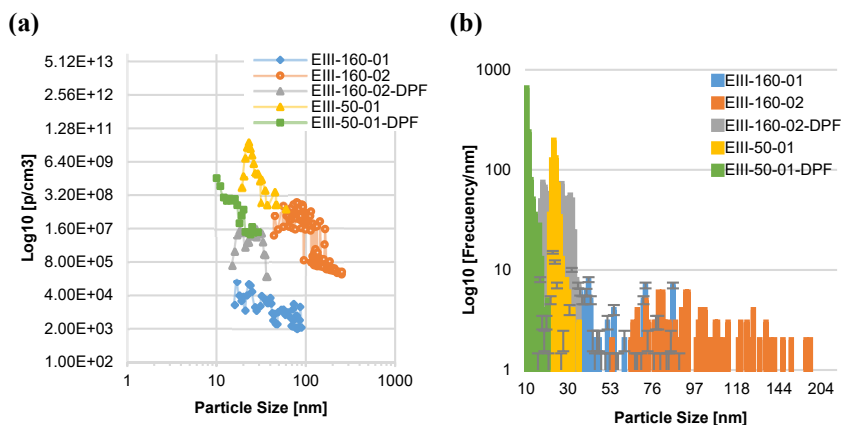 (a)
5.12E+13
2.56E+12
1.28E+11
6.40E+09
3.20E+08
1.60E+07
8.00E+05
4.00E+04
2.00E+03
1.00E+02
Log10 [p/cm3]
1
10
100
1000
Particle Size [nm]
EIII-160-01
EIII-160-02
EIII-160-02-DPF
EIII-50-01
EIII-50-01-DPF
(b)
1000
100
10
1
Log10 [Frecuency/nm]
10 30 53 76 97 118 144 204
Particle Size [nm]
EIII-160-01
EIII-160-02
EIII-160-02-DPF
EIII-50-01
EIII-50-01-DPF